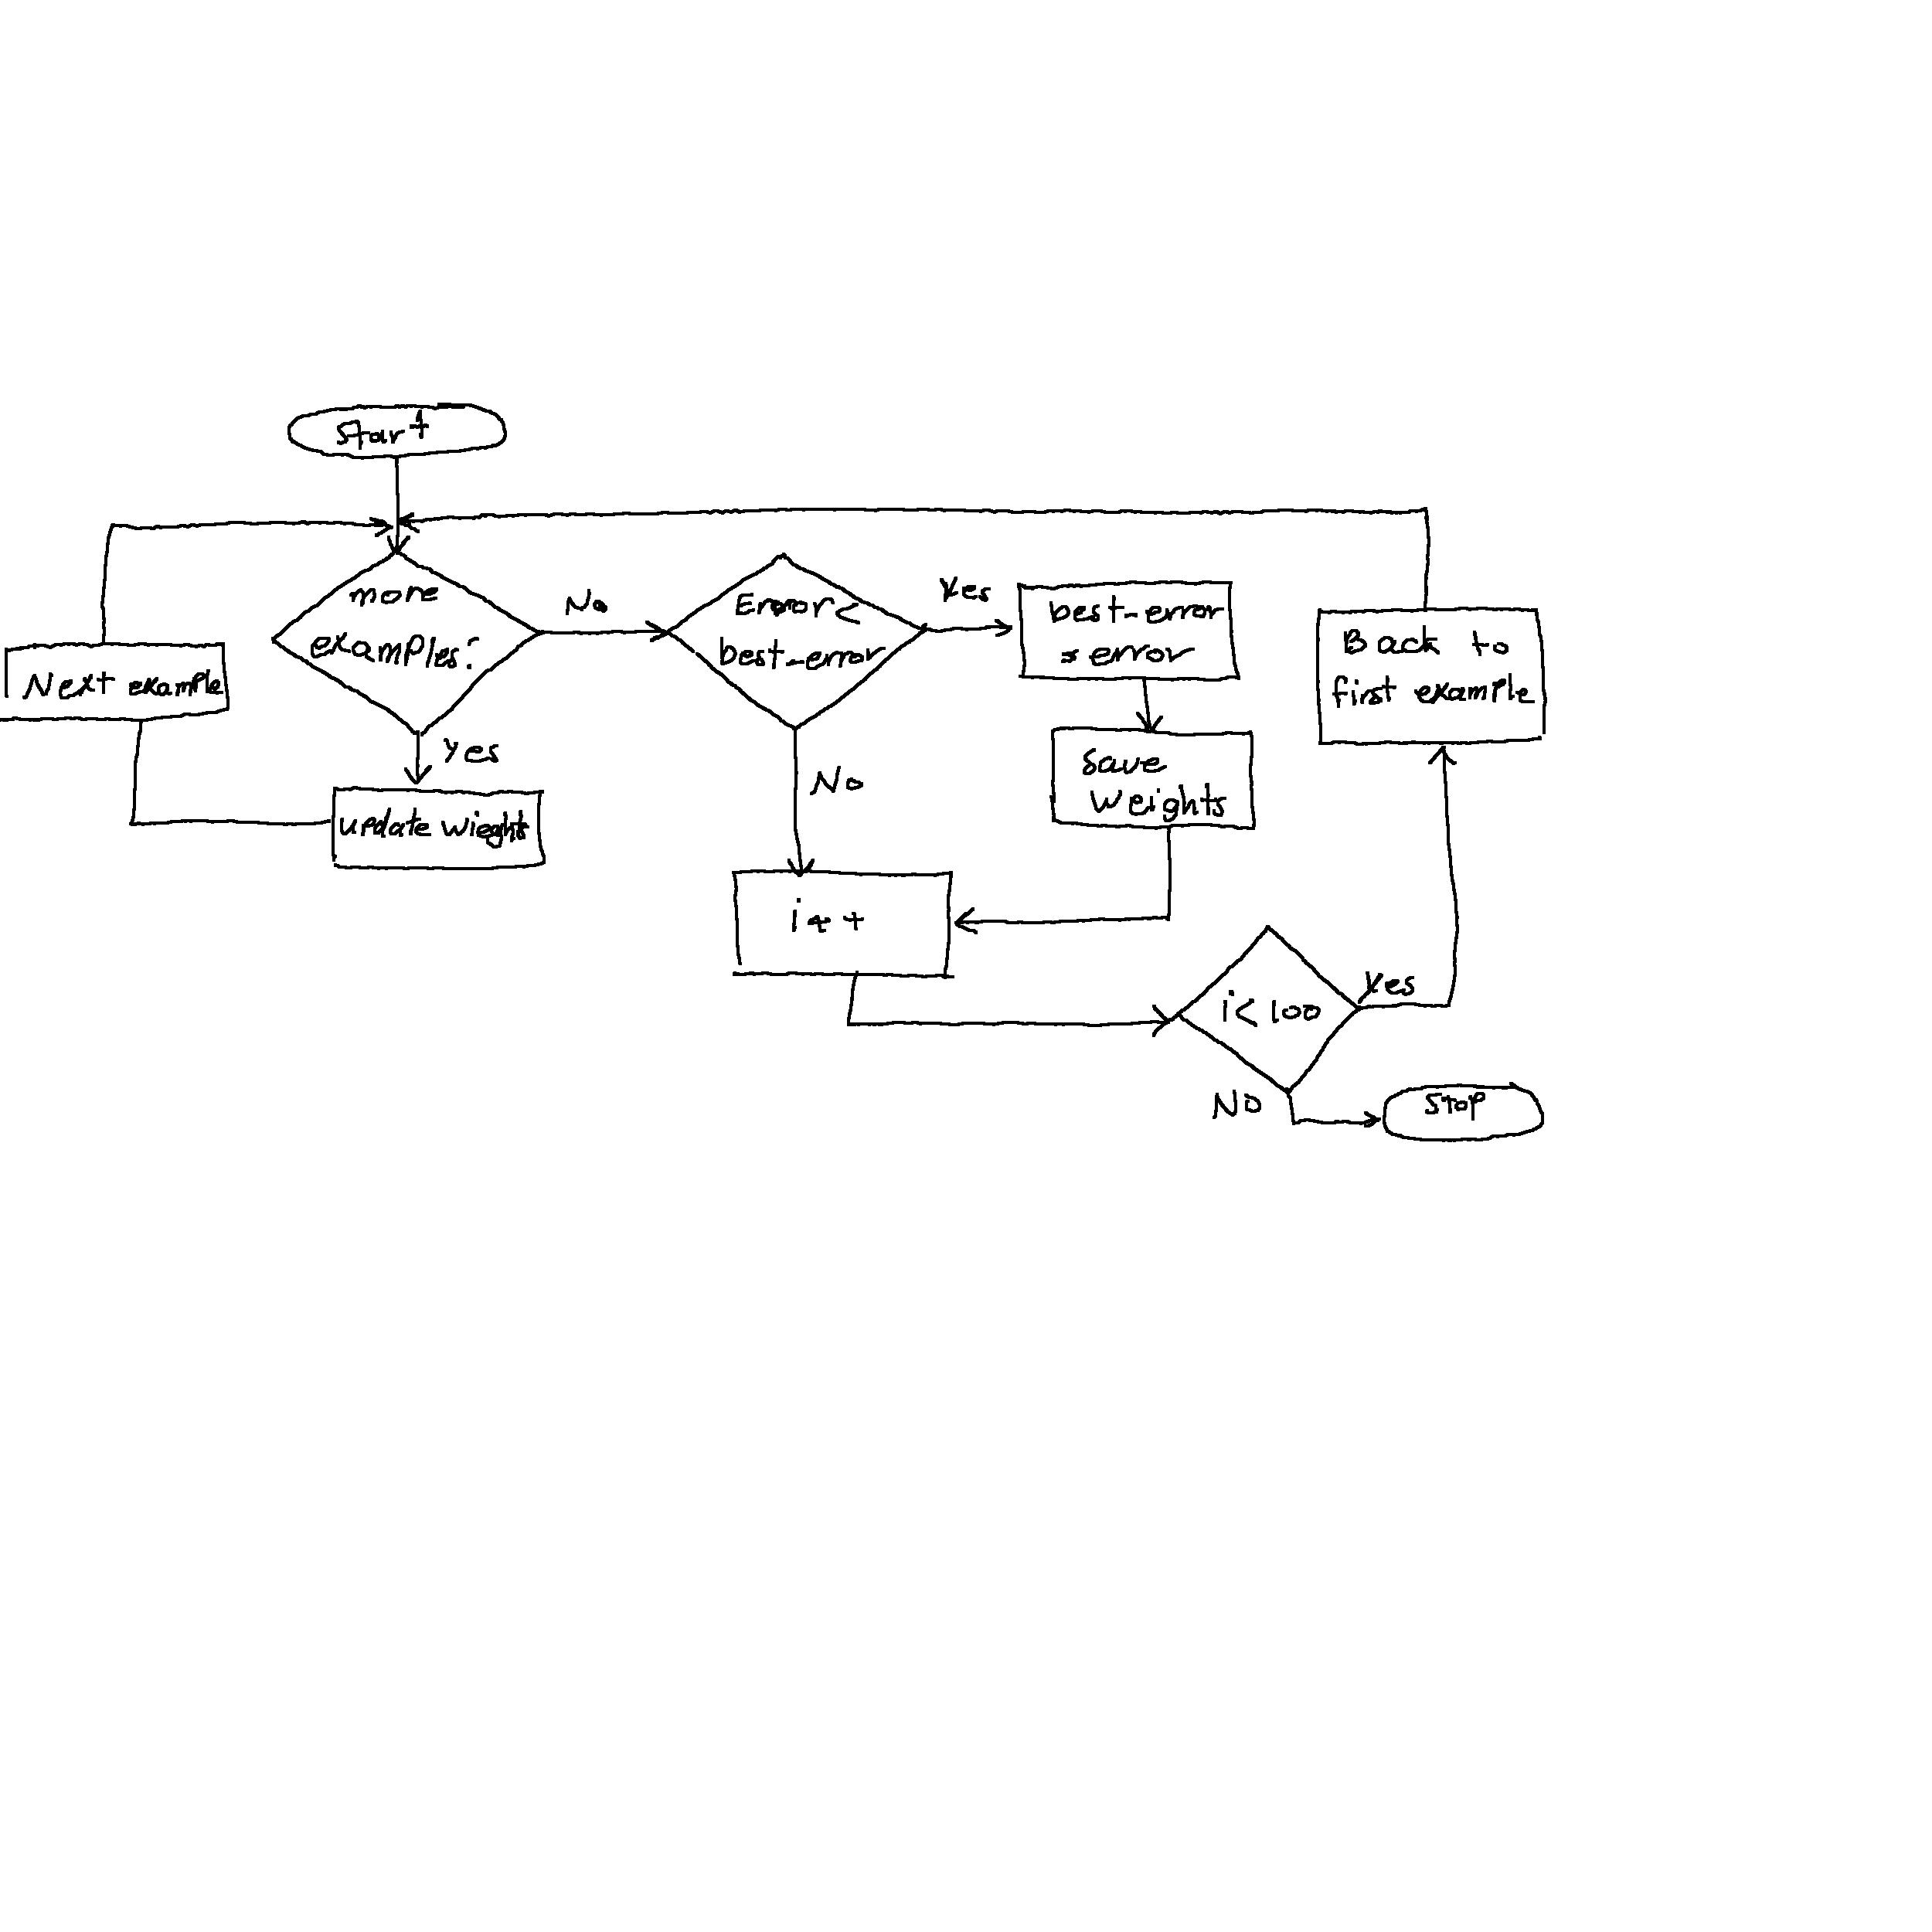 start
more
examples?
No
Error<
best-error
Yes
best-error
= error
Back to
first example
Next example
Yes
update wieght
No
save
weights
i++
i<100
Yes
No
Stop